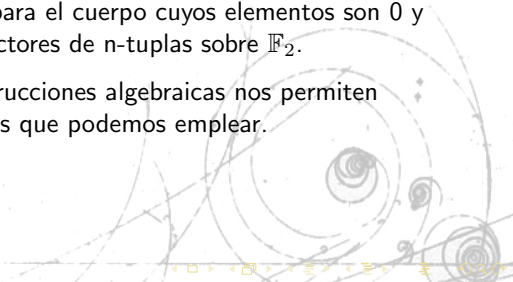 para el cuerpo cuyos elementos son 0 y
ctores de n-tuplas sobre 𝔽₂.
rucciones algebraicas nos permiten
s que podemos emplear.